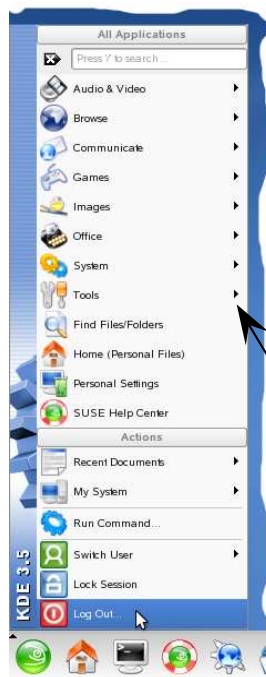 All Applications
Press '/' to search...
Audio & Video
Browse
Communicate
Games
Images
Office
System
Tools
Find Files/Folders
Home (Personal Files)
Personal Settings
SUSE Help Center
Actions
Recent Documents
My System
Run Command...
Switch User
Lock Session
Log Out...
KDE 3.5